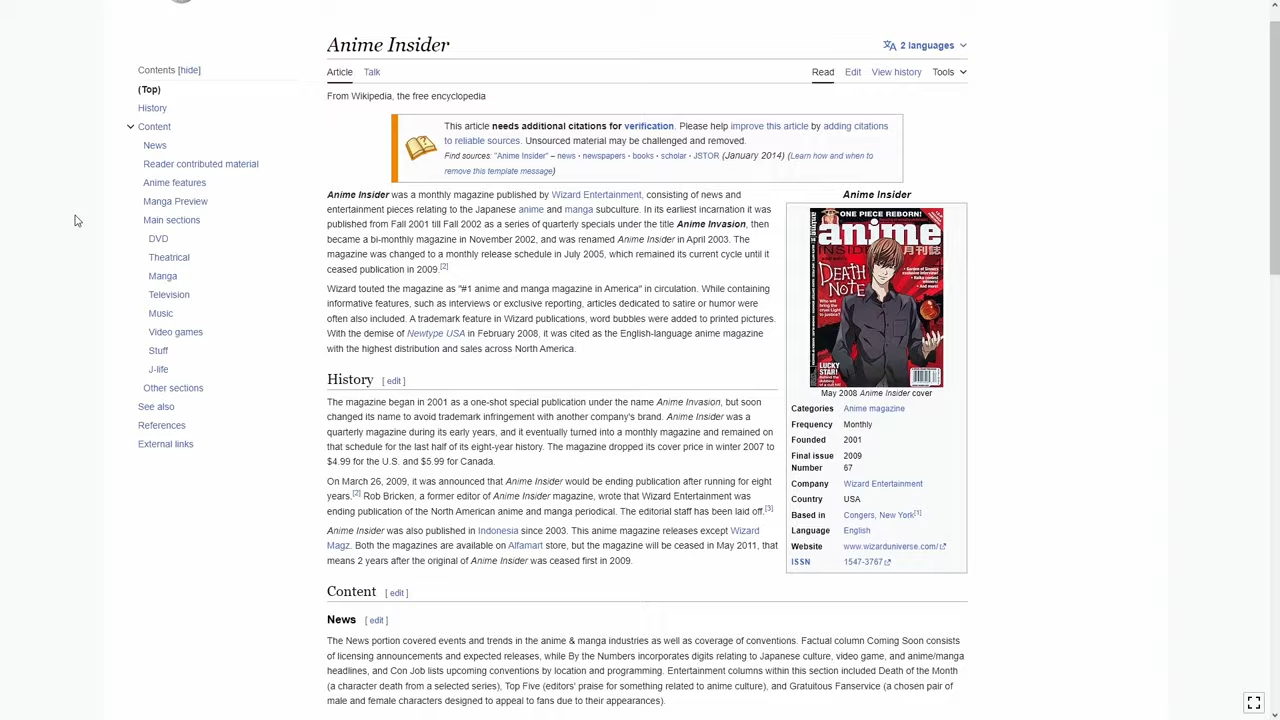 Anime Insider
2 languages
Contents [hide]
(Top)
History
Content
News
Reader contributed material
Anime features
Manga Preview
Main sections
DVD
Theatrical
Manga
Television
Music
Video games
Stuff
J-life
Other sections
See also
References
External links
Article Talk
Read Edit View history Tools
From Wikipedia, the free encyclopedia
This article needs additional citations for verification. Please help improve this article by adding citations
to reliable sources. Unsourced material may be challenged and removed.
Find sources: "Anime Insider" – news · newspapers · books · scholar · JSTOR (January 2014) (Learn how and when to
remove this template message)
Anime Insider was a monthly magazine published by Wizard Entertainment, consisting of news and
entertainment pieces relating to the Japanese anime and manga subculture. In its earliest incarnation it was
published from Fall 2001 till Fall 2002 as a series of quarterly specials under the title Anime Invasion, then
became a bi-monthly magazine in November 2002, and was renamed Anime Insider in April 2003. The
magazine was changed to a monthly release schedule in July 2005, which remained its current cycle until it
ceased publication in 2009.[2]
Wizard touted the magazine as "#1 anime and manga magazine in America" in circulation. While containing
informative features, such as interviews or exclusive reporting, articles dedicated to satire or humor were
often also included. A trademark feature in Wizard publications, word bubbles were added to printed pictures.
With the demise of Newtype USA in February 2008, it was cited as the English-language anime magazine
with the highest distribution and sales across North America.
History [ edit ]
The magazine began in 2001 as a one-shot special publication under the name Anime Invasion, but soon
changed its name to avoid trademark infringement with another company's brand. Anime Insider was a
quarterly magazine during its early years, and it eventually turned into a monthly magazine and remained on
that schedule for the last half of its eight-year history. The magazine dropped its cover price in winter 2007 to
$4.99 for the U.S. and $5.99 for Canada.
On March 26, 2009, it was announced that Anime Insider would be ending publication after running for eight
years.[2] Rob Bricken, a former editor of Anime Insider magazine, wrote that Wizard Entertainment was
ending publication of the North American anime and manga periodical. The editorial staff has been laid off.[3]
Anime Insider was also published in Indonesia since 2003. This anime magazine releases except Wizard
Magz. Both the magazines are available on Alfamart store, but the magazine will be ceased in May 2011, that
means 2 years after the original of Anime Insider was ceased first in 2009.
Anime Insider
ONE PIECE REBORN!
anime
INSIDER
月刊誌
DEATH
NOTE
LUCKY
STAR!
May 2008 Anime Insider cover
Categories Anime magazine
Frequency Monthly
Founded 2001
Final issue 2009
Number 67
Company Wizard Entertainment
Country USA
Based in Congers, New York[1]
Language English
Website www.wizarduniverse.com/
ISSN 1547-3767
Content [ edit ]
News [ edit ]
The News portion covered events and trends in the anime & manga industries as well as coverage of conventions. Factual column Coming Soon consists
of licensing announcements and expected releases, while By the Numbers incorporates digits relating to Japanese culture, video game, and anime/manga
headlines, and Con Job lists upcoming conventions by location and programming. Entertainment columns within this section included Death of the Month
(a character death from a selected series), Top Five (editors' praise for something related to anime culture), and Gratuitous Fanservice (a chosen pair of
male and female characters designed to appeal to fans due to their appearances).